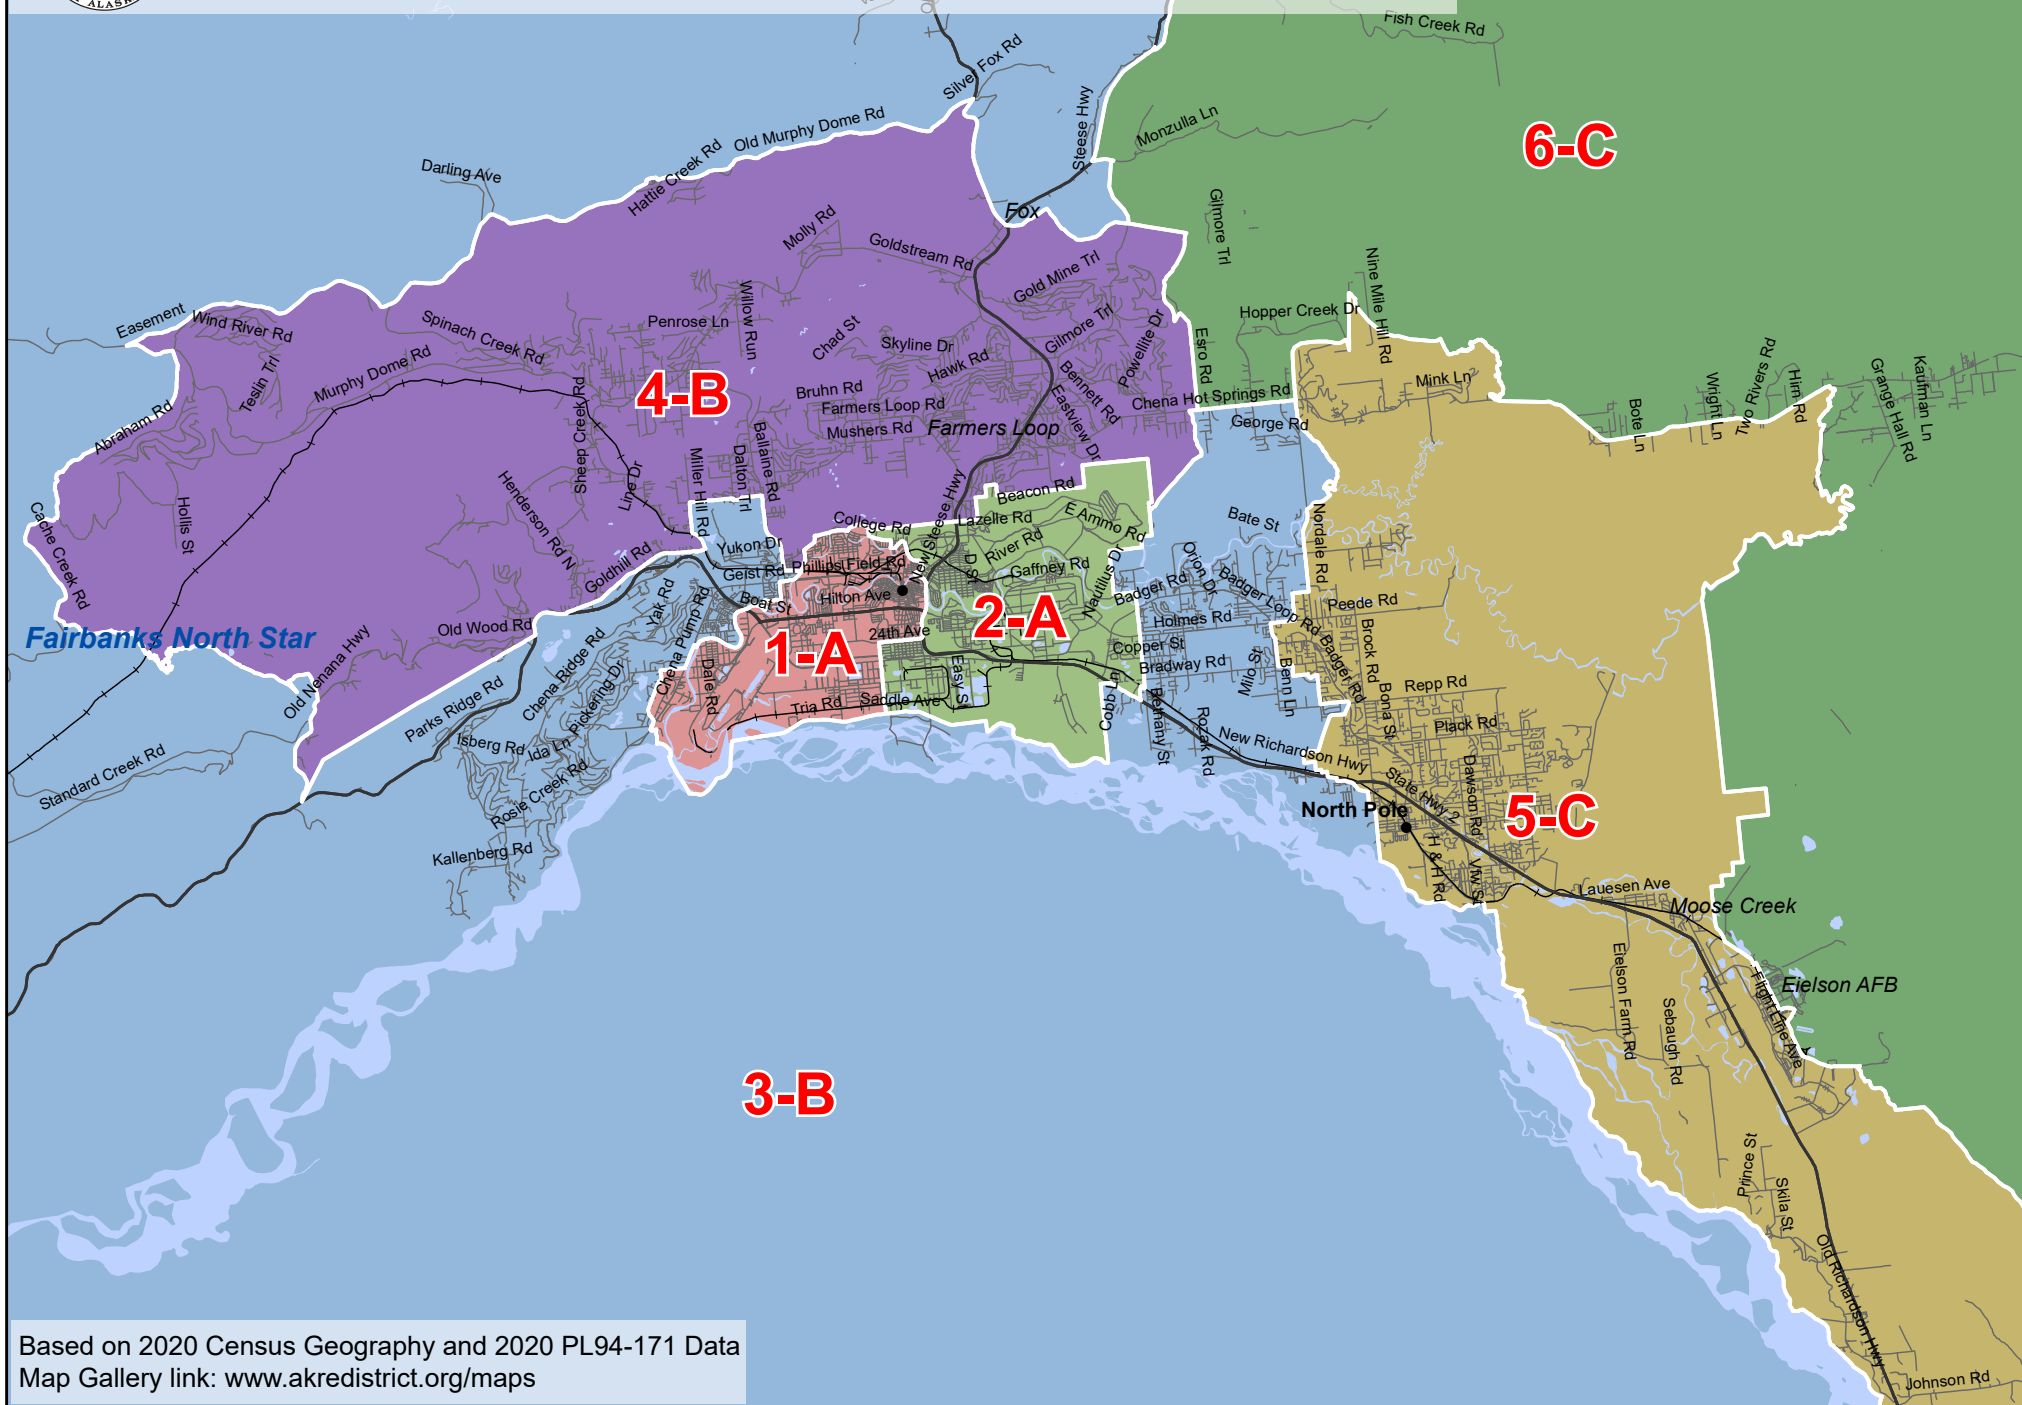 ALASK
Fish Creek Rd
Silver Fox Rd
Steese Hwy
Monzulla Ln
6-C
Old Murphy Dome Rd
Hattie Creek Rd
Darling Ave
Fox
Gilmore Trl
Molly Rd
Goldstream Rd
Gold Mine Trl
Nine Mile Hill Rd
Easement
Wind River Rd
Spinach Creek Rd
Penrose Ln
Willow Run
Chad St
Skyline Dr
Gilmore Trl
Powellite Dr
Esro Rd
Hopper Creek Dr
Teslin Trl
Murphy Dome Rd
Hawk Rd
Bennett Rd
Mink Ln
Wright Ln
Two Rivers Rd
Him Rd
Grange Hall Rd
Kaufman Ln
4-B
Bruhn Rd
Farmers Loop Rd
Mushers Rd
Farmers Loop
Eastview Dr
Chena Hot Springs Rd
George Rd
Bote Ln
Abraham Rd
Sheep Creek Rd
Line Dr
Miller Hill Rd
Dalton Trl
Ballaine Rd
Hollis St
Henderson Rd N
Cache Creek Rd
Goldhill Rd
Yukon Dr
Geist Rd
College Rd
Phillips Field Rd
New Steese Hwy
Beacon Rd
Lazelle Rd
River Rd
E Ammo Rd
D St
Gaffney Rd
Nautilus Dr
Bate St
Nordale Rd
Orion Dr
Badger Rd
Badger Loop Rd
Peede Rd
Yak Rd
Boat St
Hilton Ave
2-A
Holmes Rd
Brock Rd
Fairbanks North Star
Old Wood Rd
Chena Pump Rd
1-A
24th Ave
Copper St
Bradway Rd
Milo St
Benn Ln
Badger Rd
Old Nenana Hwy
Chena Ridge Rd
Pickering Dr
Dale Rd
Easy St
Cobb Ln
Bethany St
Repp Rd
Bona St
Plack Rd
Parks Ridge Rd
Isberg Rd
Ida Ln
Tria Rd
Saddle Ave
Rozak Rd
New Richardson Hwy
State Hwy 2
Dawson Rd
Standard Creek Rd
Rosie Creek Rd
North Pole
5-C
Kallenberg Rd
H & H Rd
Vfw St
Lauesen Ave
Moose Creek
Eielson Farm Rd
Sebaugh Rd
Flight Line Ave
Eielson AFB
3-B
Prince St
Skila St
Old Richardson Hwy
Johnson Rd
Based on 2020 Census Geography and 2020 PL94-171 Data
Map Gallery link: www.akredistrict.org/maps